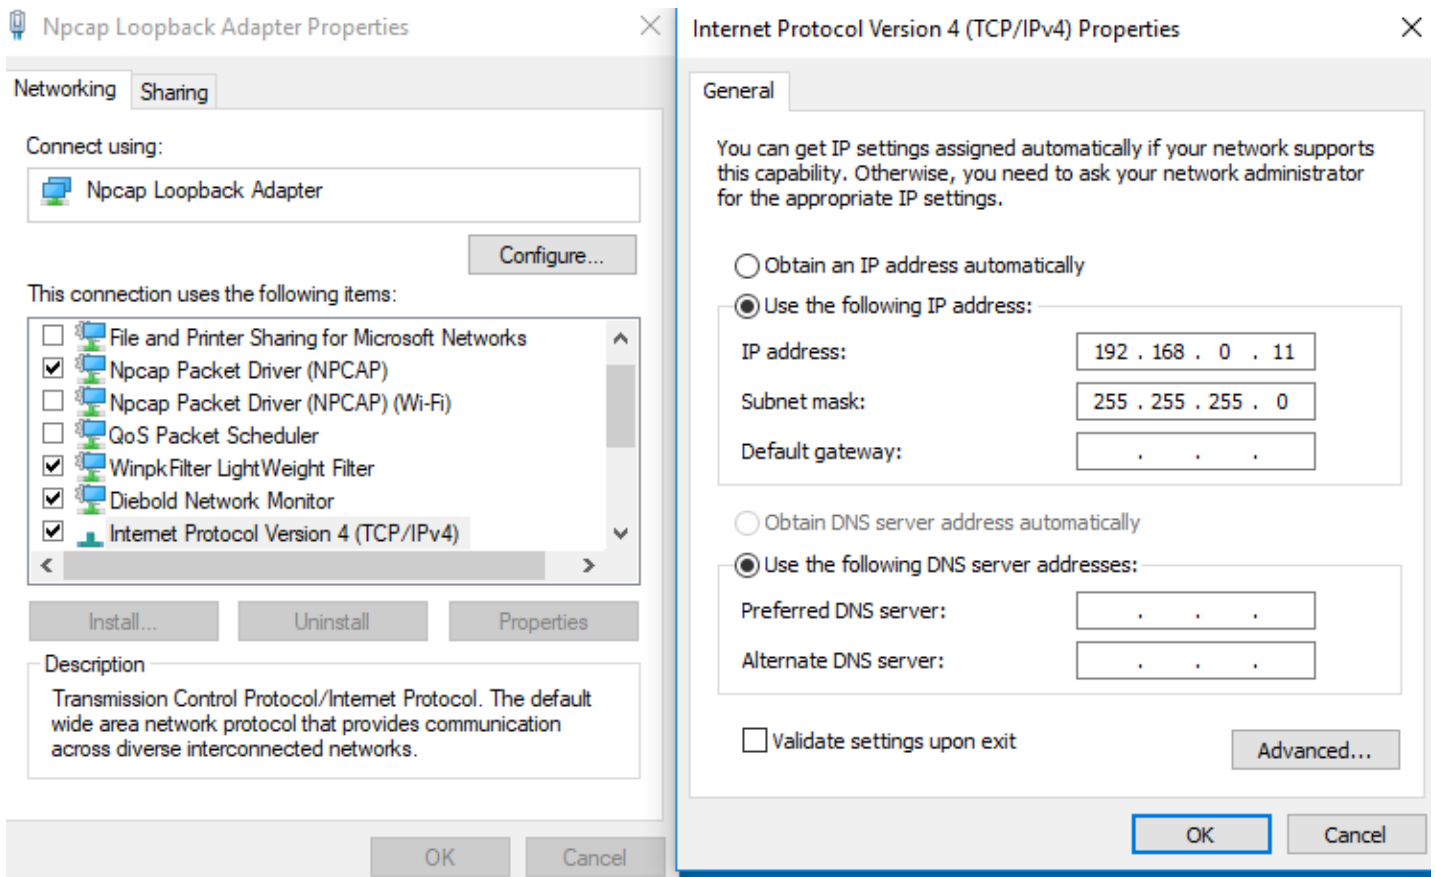 Npcap Loopback Adapter Properties
Networking
Sharing
Connect using:
Npcap Loopback Adapter
Configure...
This connection uses the following items:
File and Printer Sharing for Microsoft Networks
Npcap Packet Driver (NPCAP)
Npcap Packet Driver (NPCAP) (Wi-Fi)
QoS Packet Scheduler
WinpkFilter LightWeight Filter
Diebold Network Monitor
Internet Protocol Version 4 (TCP/IPv4)
Install...
Uninstall
Properties
Description
Transmission Control Protocol/Internet Protocol. The default
wide area network protocol that provides communication
across diverse interconnected networks.
OK
Cancel
Internet Protocol Version 4 (TCP/IPv4) Properties
General
You can get IP settings assigned automatically if your network supports
this capability. Otherwise, you need to ask your network administrator
for the appropriate IP settings.
Obtain an IP address automatically
Use the following IP address:
IP address:
192 . 168 . 0 . 11
Subnet mask:
255 . 255 . 255 . 0
Default gateway:
. . .
Obtain DNS server address automatically
Use the following DNS server addresses:
Preferred DNS server:
. . .
Alternate DNS server:
. . .
Validate settings upon exit
Advanced...
OK
Cancel